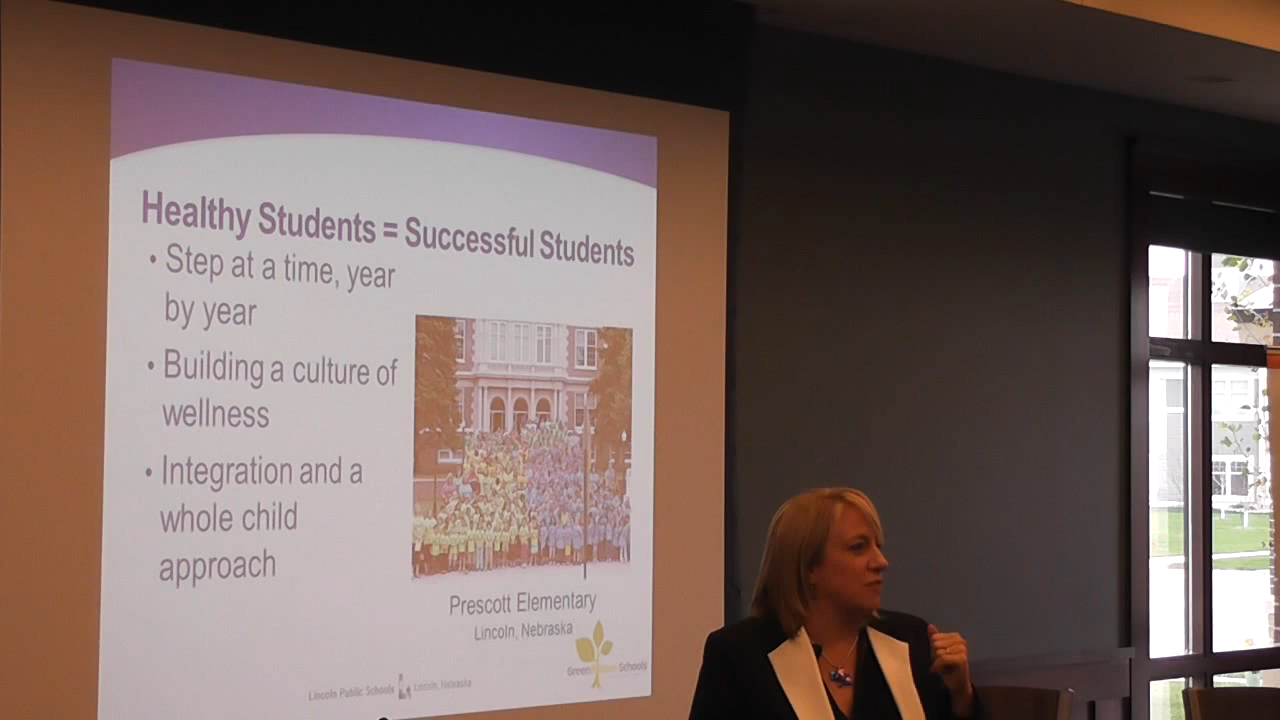 Healthy Students = Successful Students
• Step at a time, year
by year
• Building a culture of
wellness
• Integration and a
whole child
approach
Prescott Elementary
Lincoln, Nebraska
Lincoln Public Schools
Lincoln, Nebraska
Green Schools